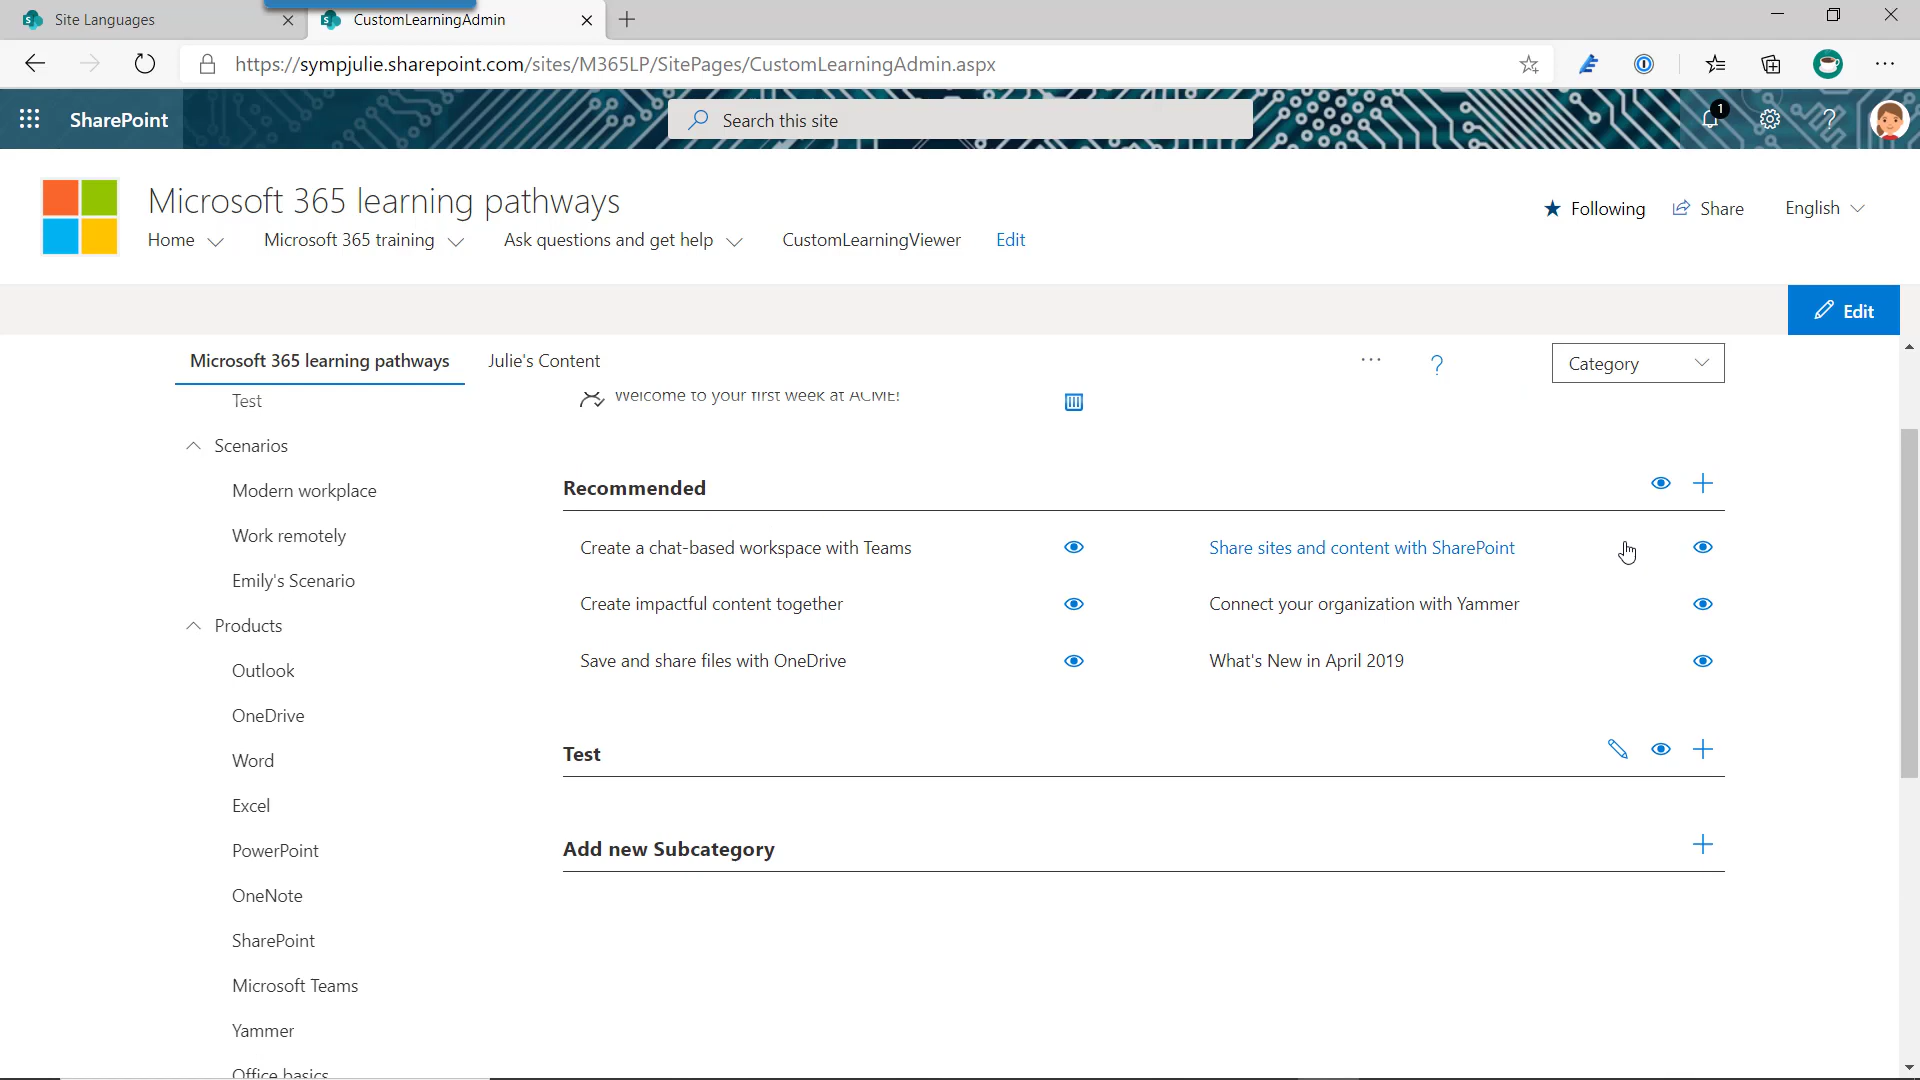 Site Languages
CustomLearningAdmin
https://sympjulie.sharepoint.com/sites/M365LP/SitePages/CustomLearningAdmin.aspx
SharePoint
Search this site
1
Microsoft 365 learning pathways
Following
Share
English
Home
Microsoft 365 training
Ask questions and get help
CustomLearningViewer
Edit
Edit
Microsoft 365 learning pathways
Julie's Content
Category
Test
Welcome to your first week at ACME!
Scenarios
Modern workplace
Work remotely
Emily's Scenario
Products
Outlook
OneDrive
Word
Excel
PowerPoint
OneNote
SharePoint
Microsoft Teams
Yammer
Office basics
Recommended
Create a chat-based workspace with Teams
Share sites and content with SharePoint
Create impactful content together
Connect your organization with Yammer
Save and share files with OneDrive
What's New in April 2019
Test
Add new Subcategory